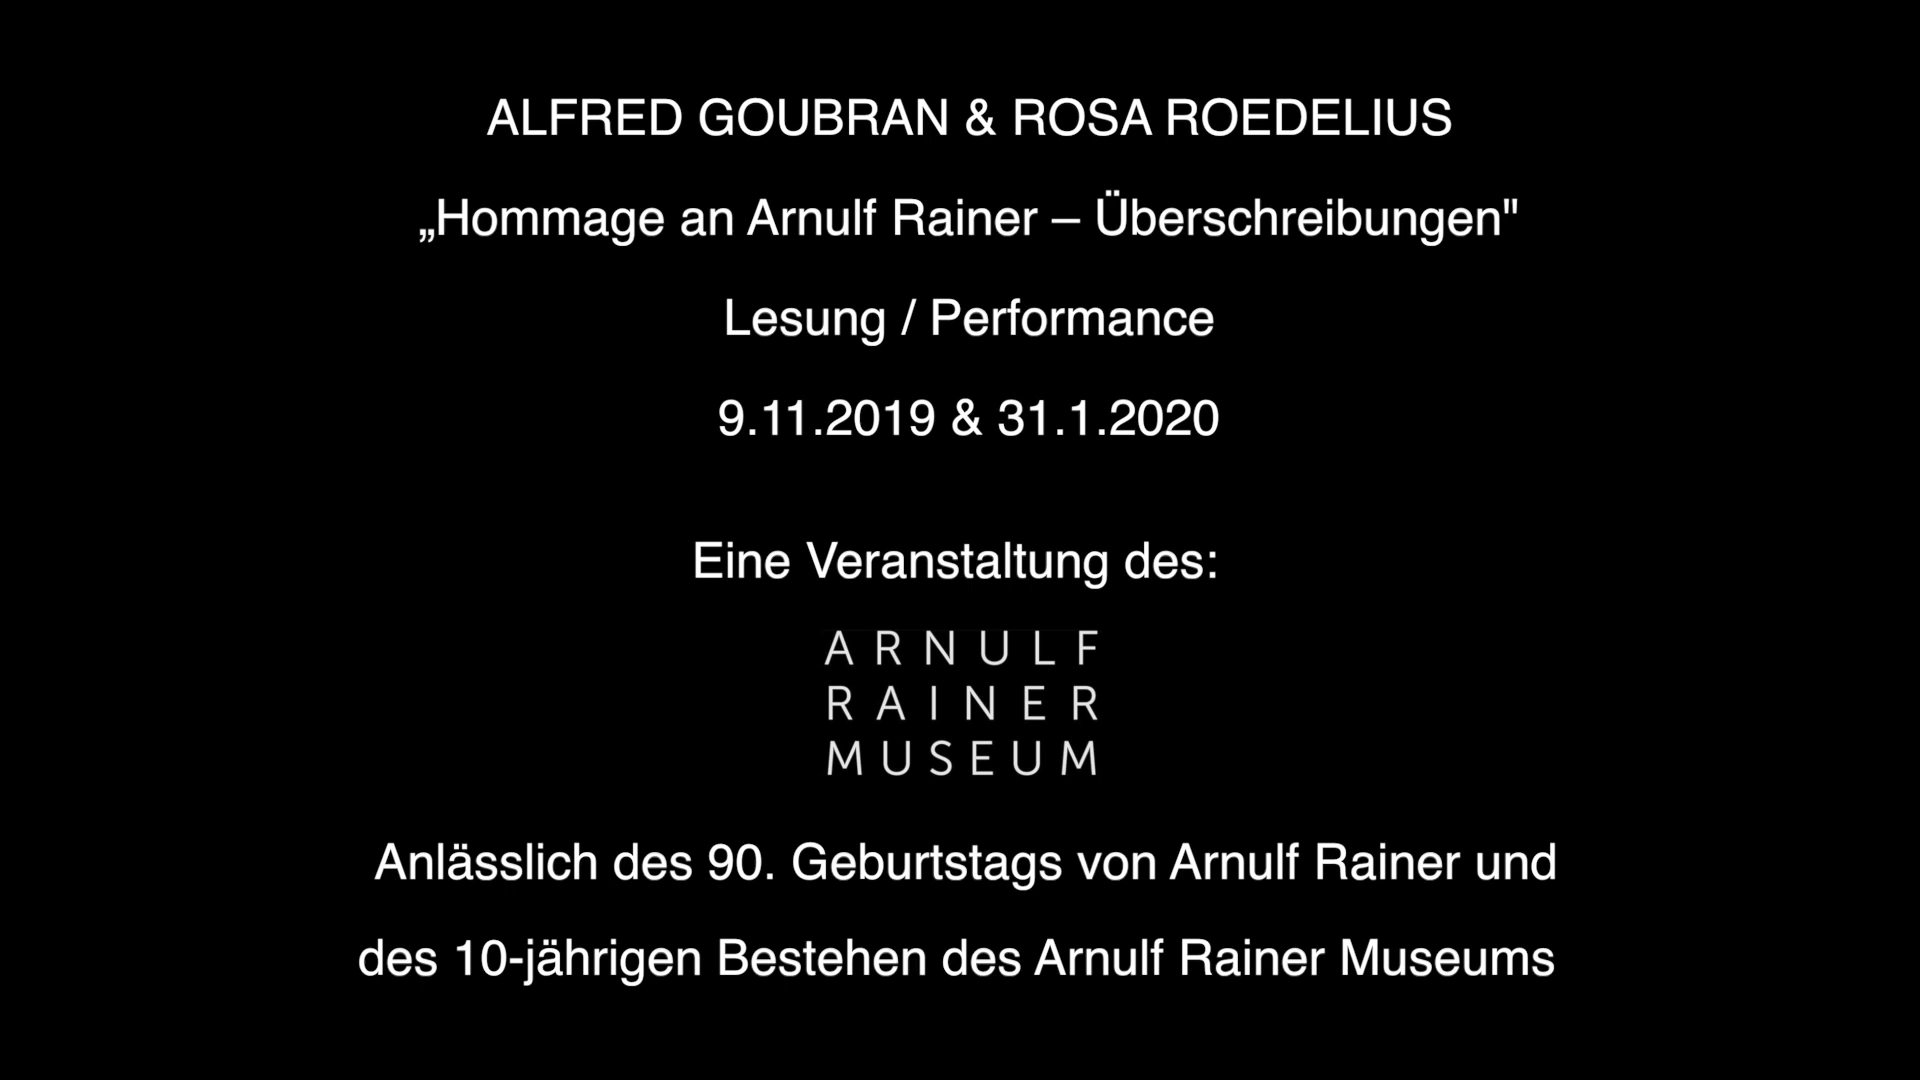 ALFRED GOUBRAN & ROSA ROEDELIUS
„Hommage an Arnulf Rainer – Überschreibungen"
Lesung / Performance
9.11.2019 & 31.1.2020
Eine Veranstaltung des:
ARNULF
RAINER
MUSEUM
Anlässlich des 90. Geburtstags von Arnulf Rainer und
des 10-jährigen Bestehen des Arnulf Rainer Museums